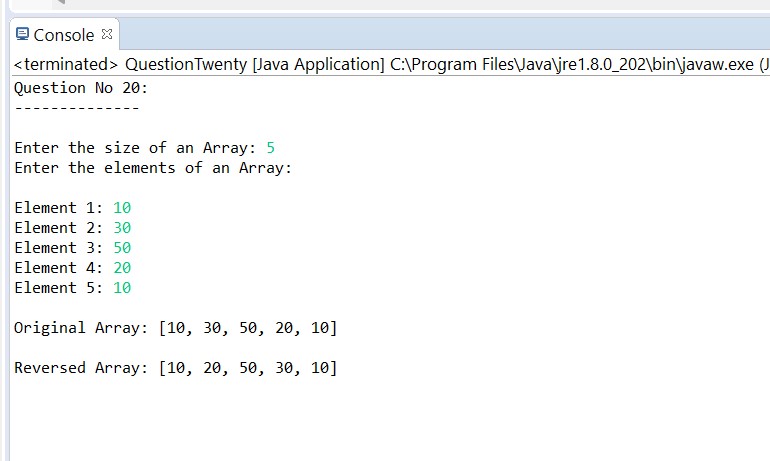 Console
<terminated> QuestionTwenty [Java Application] C:\Program Files\Java\jre1.8.0_202\bin\javaw.exe (J
Question No 20:
--------------
Enter the size of an Array: 5
Enter the elements of an Array:
Element 1: 10
Element 2: 30
Element 3: 50
Element 4: 20
Element 5: 10
Original Array: [10, 30, 50, 20, 10]
Reversed Array: [10, 20, 50, 30, 10]